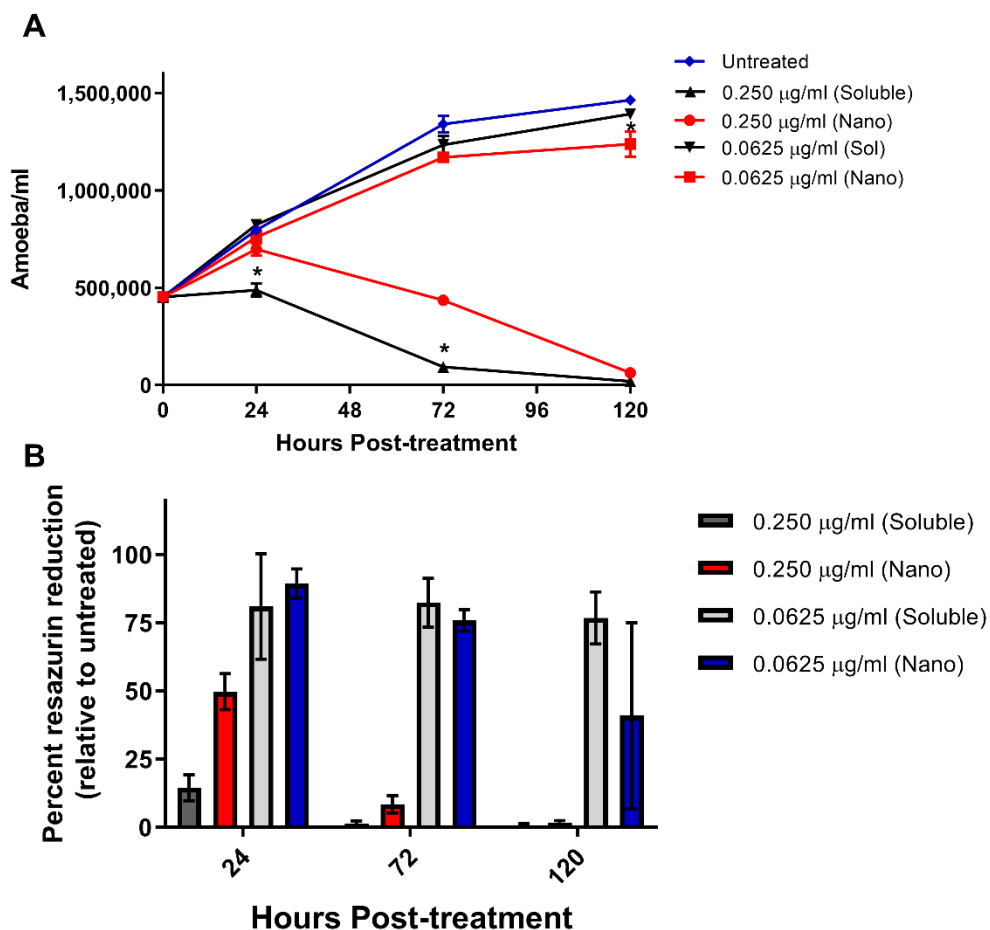 A
Amoeba/ml
1,500,000
1,000,000
500,000
0
*
*
*
0 24 48 72 96 120
Hours Post-treatment
Untreated
0.250 μg/ml (Soluble)
0.250 μg/ml (Nano)
0.0625 μg/ml (Sol)
0.0625 μg/ml (Nano)
B
Percent resazurin reduction
(relative to untreated)
100
75
50
25
0
24 72 120
Hours Post-treatment
0.250 μg/ml (Soluble)
0.250 μg/ml (Nano)
0.0625 μg/ml (Soluble)
0.0625 μg/ml (Nano)